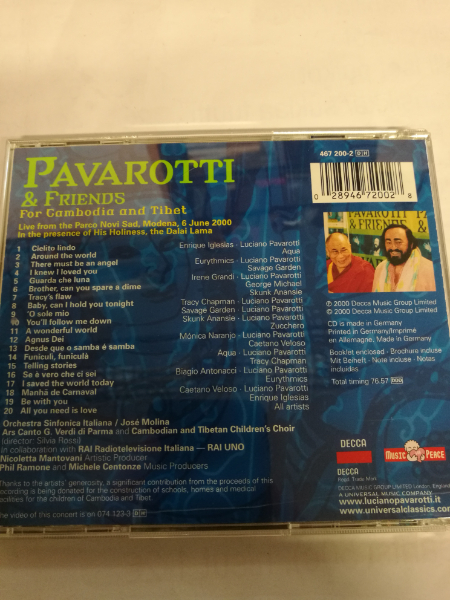 PAVAROTTI
& FRIENDS
For Cambodia and Tibet
Live from the Parco Novi Sad, Modena, 6 June 2000
In the presence of His Holiness, the Dalai Lama
1 Cielito lindo Enrique Iglesias - Luciano Pavarotti
2 Around the world Aqua
3 There must be an angel Eurythmics - Luciano Pavarotti
4 I knew I loved you Savage Garden
5 Guarda che luna Irene Grandi - Luciano Pavarotti
6 Brother, can you spare a dime George Michael
7 Tracy's flaw Skunk Anansie
8 Baby, can I hold you tonight Tracy Chapman - Luciano Pavarotti
9 'O sole mio Savage Garden - Luciano Pavarotti
10 You'll follow me down Skunk Anansie - Luciano Pavarotti
11 A wonderful world Zucchero
12 Agnus Dei Mónica Naranjo - Luciano Pavarotti
13 Desde que o samba é samba Caetano Veloso
14 Funiculì, funiculà Aqua - Luciano Pavarotti
15 Telling stories Tracy Chapman
16 Se è vero che ci sei Biagio Antonacci - Luciano Pavarotti
17 I saved the world today Eurythmics
18 Manhã de Carnaval Caetano Veloso - Luciano Pavarotti
19 Be with you Enrique Iglesias
20 All you need is love All artists
Orchestra Sinfonica Italiana / José Molina
Ars Canto G. Verdi di Parma and Cambodian and Tibetan Children's Choir
(director: Silvia Rossi)
In collaboration with RAI Radiotelevisione Italiana — RAI UNO
Nicoletta Mantovani Artistic Producer
Phil Ramone and Michele Centonze Music Producers
Thanks to the artists' generosity, a significant contribution from the proceeds of this
recording is being donated for the construction of schools, homes and medical
facilities for the children of Cambodia and Tibet
The video of this concert is on 074 123-3
467 200-2
0 28946 72002 8
PAVAROTTI
& FRIENDS
℗ 2000 Decca Music Group Limited
© 2000 Decca Music Group Limited
CD is made in Germany
Printed in Germany/Imprimé
en Allemagne, Made in Germany
Booklet enclosed - Brochure incluse
Mit Beiheft - Note incluse - Notes included
Total timing 76.57 DDD
DECCA
MUSIC PEACE
DECCA
Regd. Trade Mark
DECCA MUSIC GROUP LIMITED London, England
A UNIVERSAL MUSIC COMPANY
www.lucianopavarotti.it
www.universalclassics.com